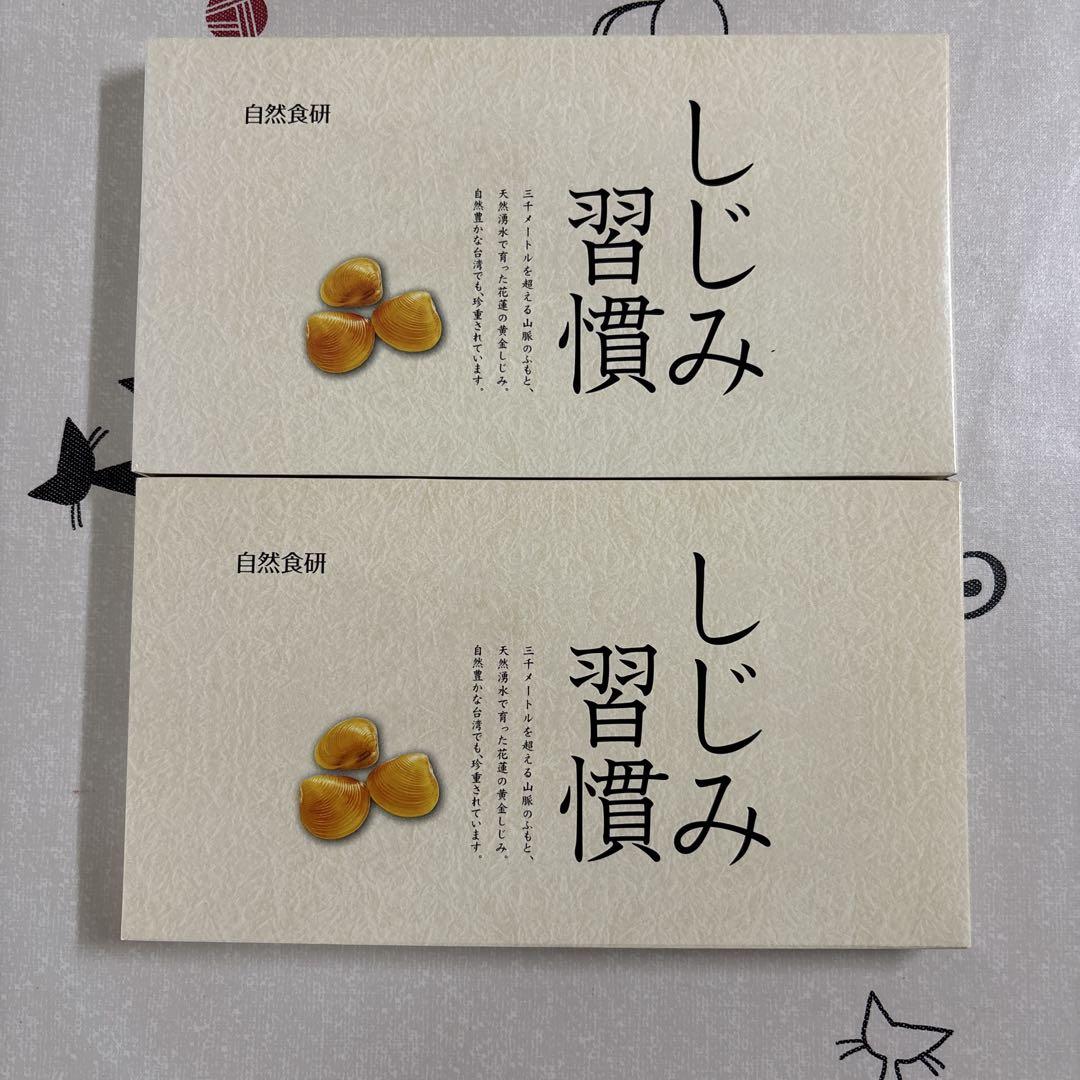 自然食研
しじみ
習慣
三千メートルを超える山脈のふもと、
天然湧水で育った花蓮の黄金しじみ。
自然豊かな台湾でも、珍重されています。
自然食研
しじみ
習慣
三千メートルを超える山脈のふもと、
天然湧水で育った花蓮の黄金しじみ。
自然豊かな台湾でも、珍重されています。